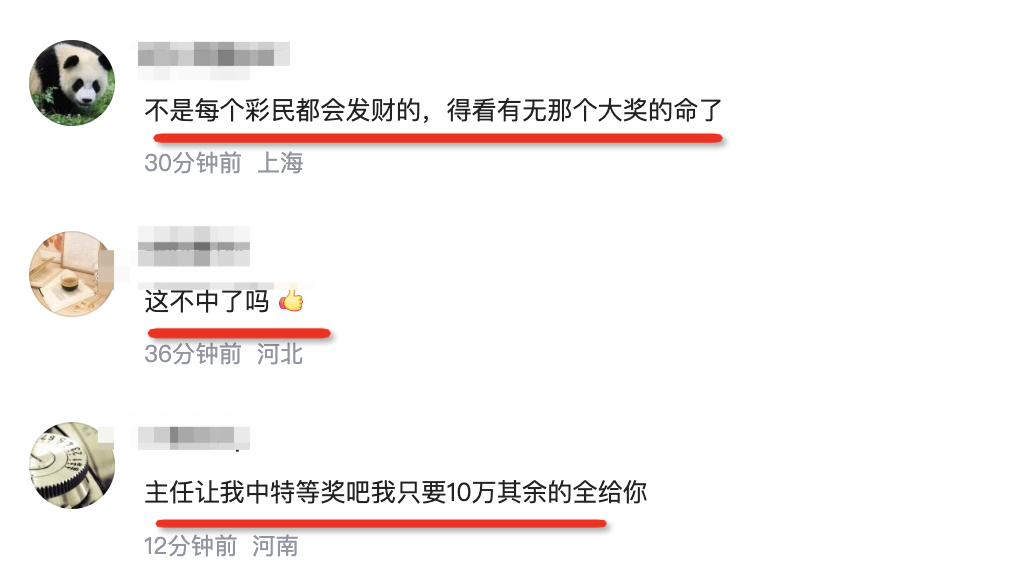 不是每个彩民都会发财的，得看有无那个大奖的命了
30分钟前 上海
这不中了吗👍
36分钟前 河北
主任让我中特等奖吧我只要10万其余的全给你
12分钟前 河南